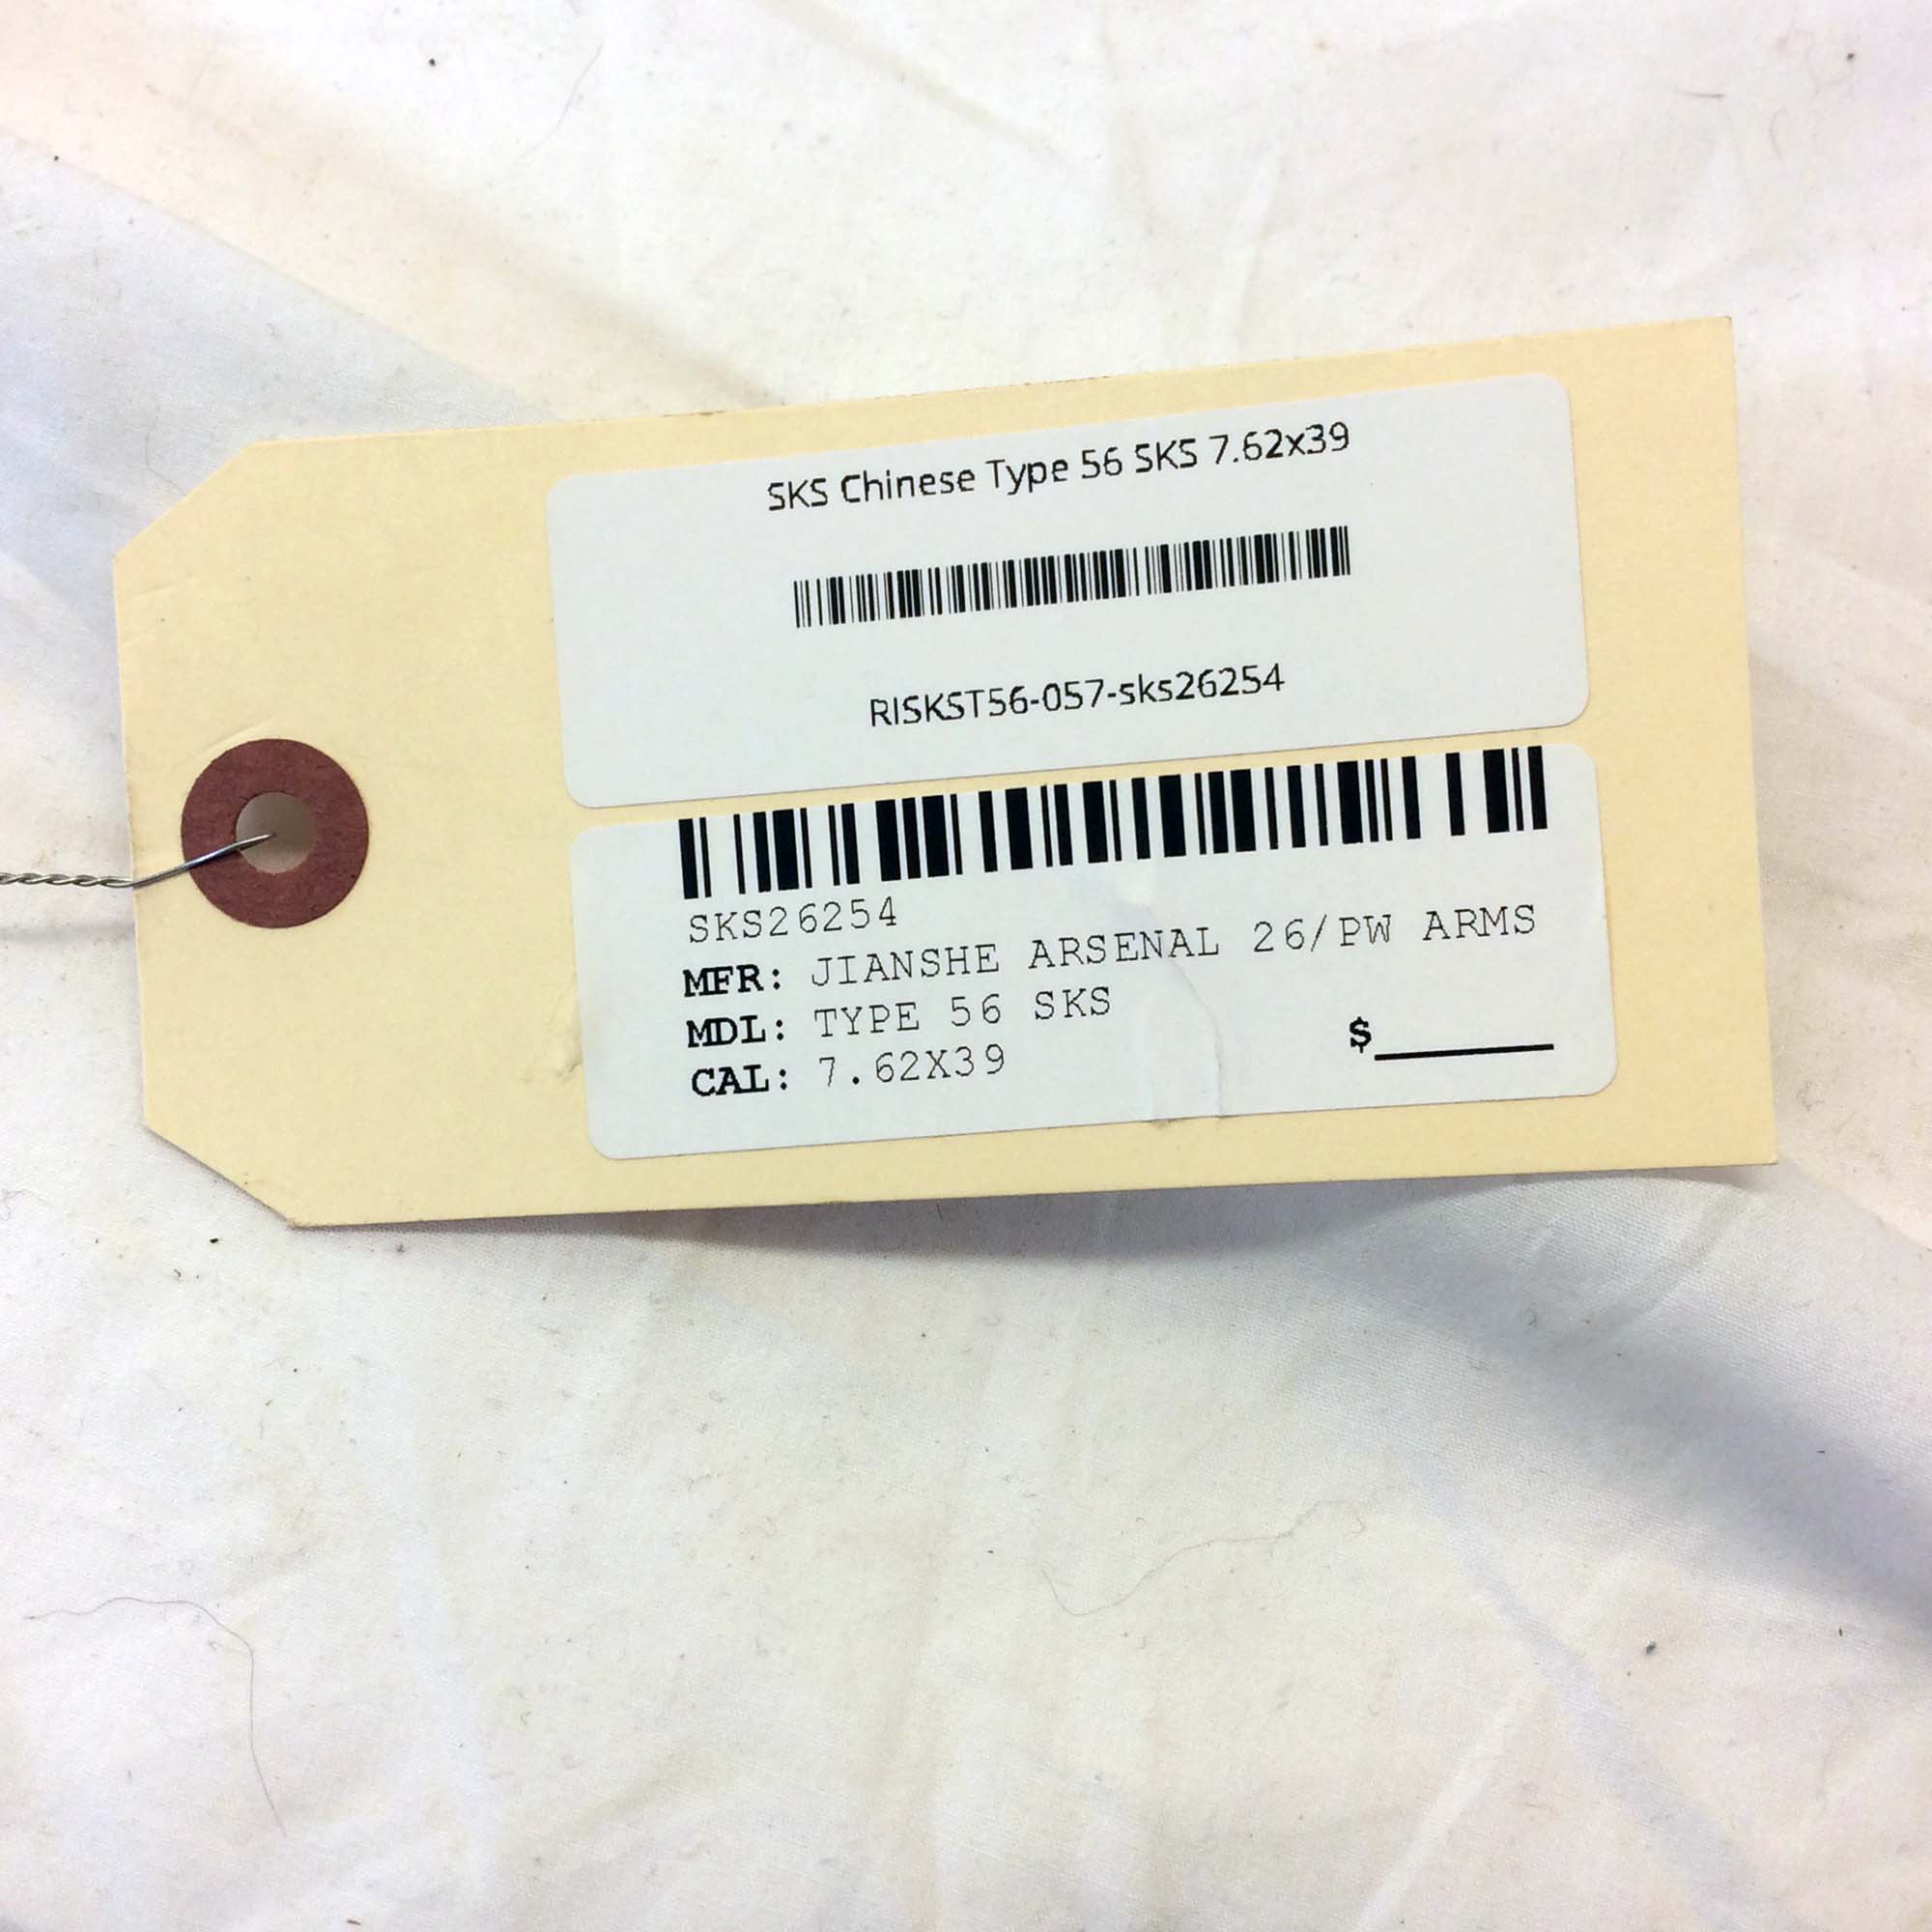 SKS Chinese Type 56 SKS 7.62x39
RISKST56-057-sks26254
SKS26254
MFR: JIANSHE ARSENAL 26/PW ARMS
MDL: TYPE 56 SKS
CAL: 7.62X39
$